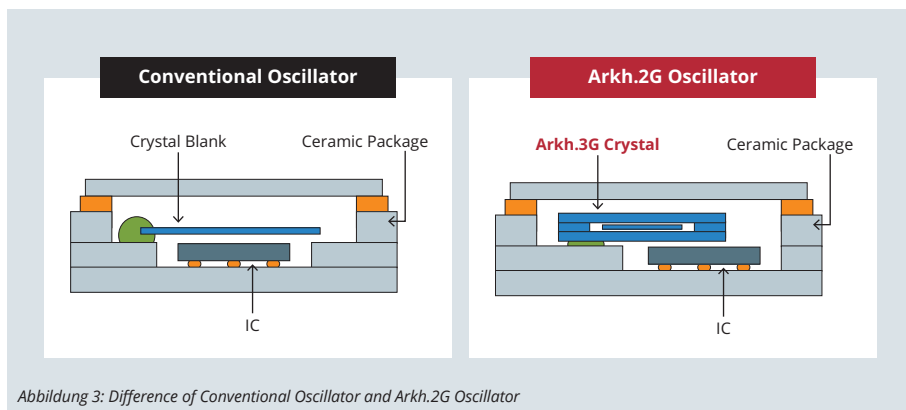 Conventional Oscillator
Crystal Blank
Ceramic Package
IC
Arkh.2G Oscillator
Arkh.3G Crystal
Ceramic Package
IC
Abbildung 3: Difference of Conventional Oscillator and Arkh.2G Oscillator